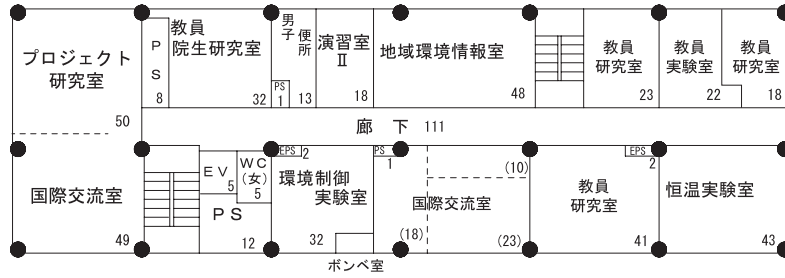 プロジェクト
研究室
50
PS
8
教員
院生研究室
32
男子
便所
PS
1
13
演習室
Ⅱ
18
地域環境情報室
48
教員
研究室
23
教員
実験室
22
教員
研究室
18
廊下 111
国際交流室
49
EV
5
WC
(女)
5
PS
12
EPS
2
環境制御
実験室
32
ボンベ室
PS
1
(10)
国際交流室
(18)
(23)
教員
研究室
41
EPS
2
恒温実験室
43